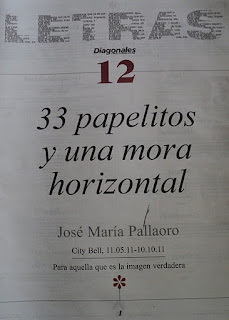 LETRAS
Diagonales
12
33 papelitos
y una mora
horizontal
José María Pallaoro
City Bell, 11.05.11-10.10.11
Para aquella que es la imagen verdadera
1